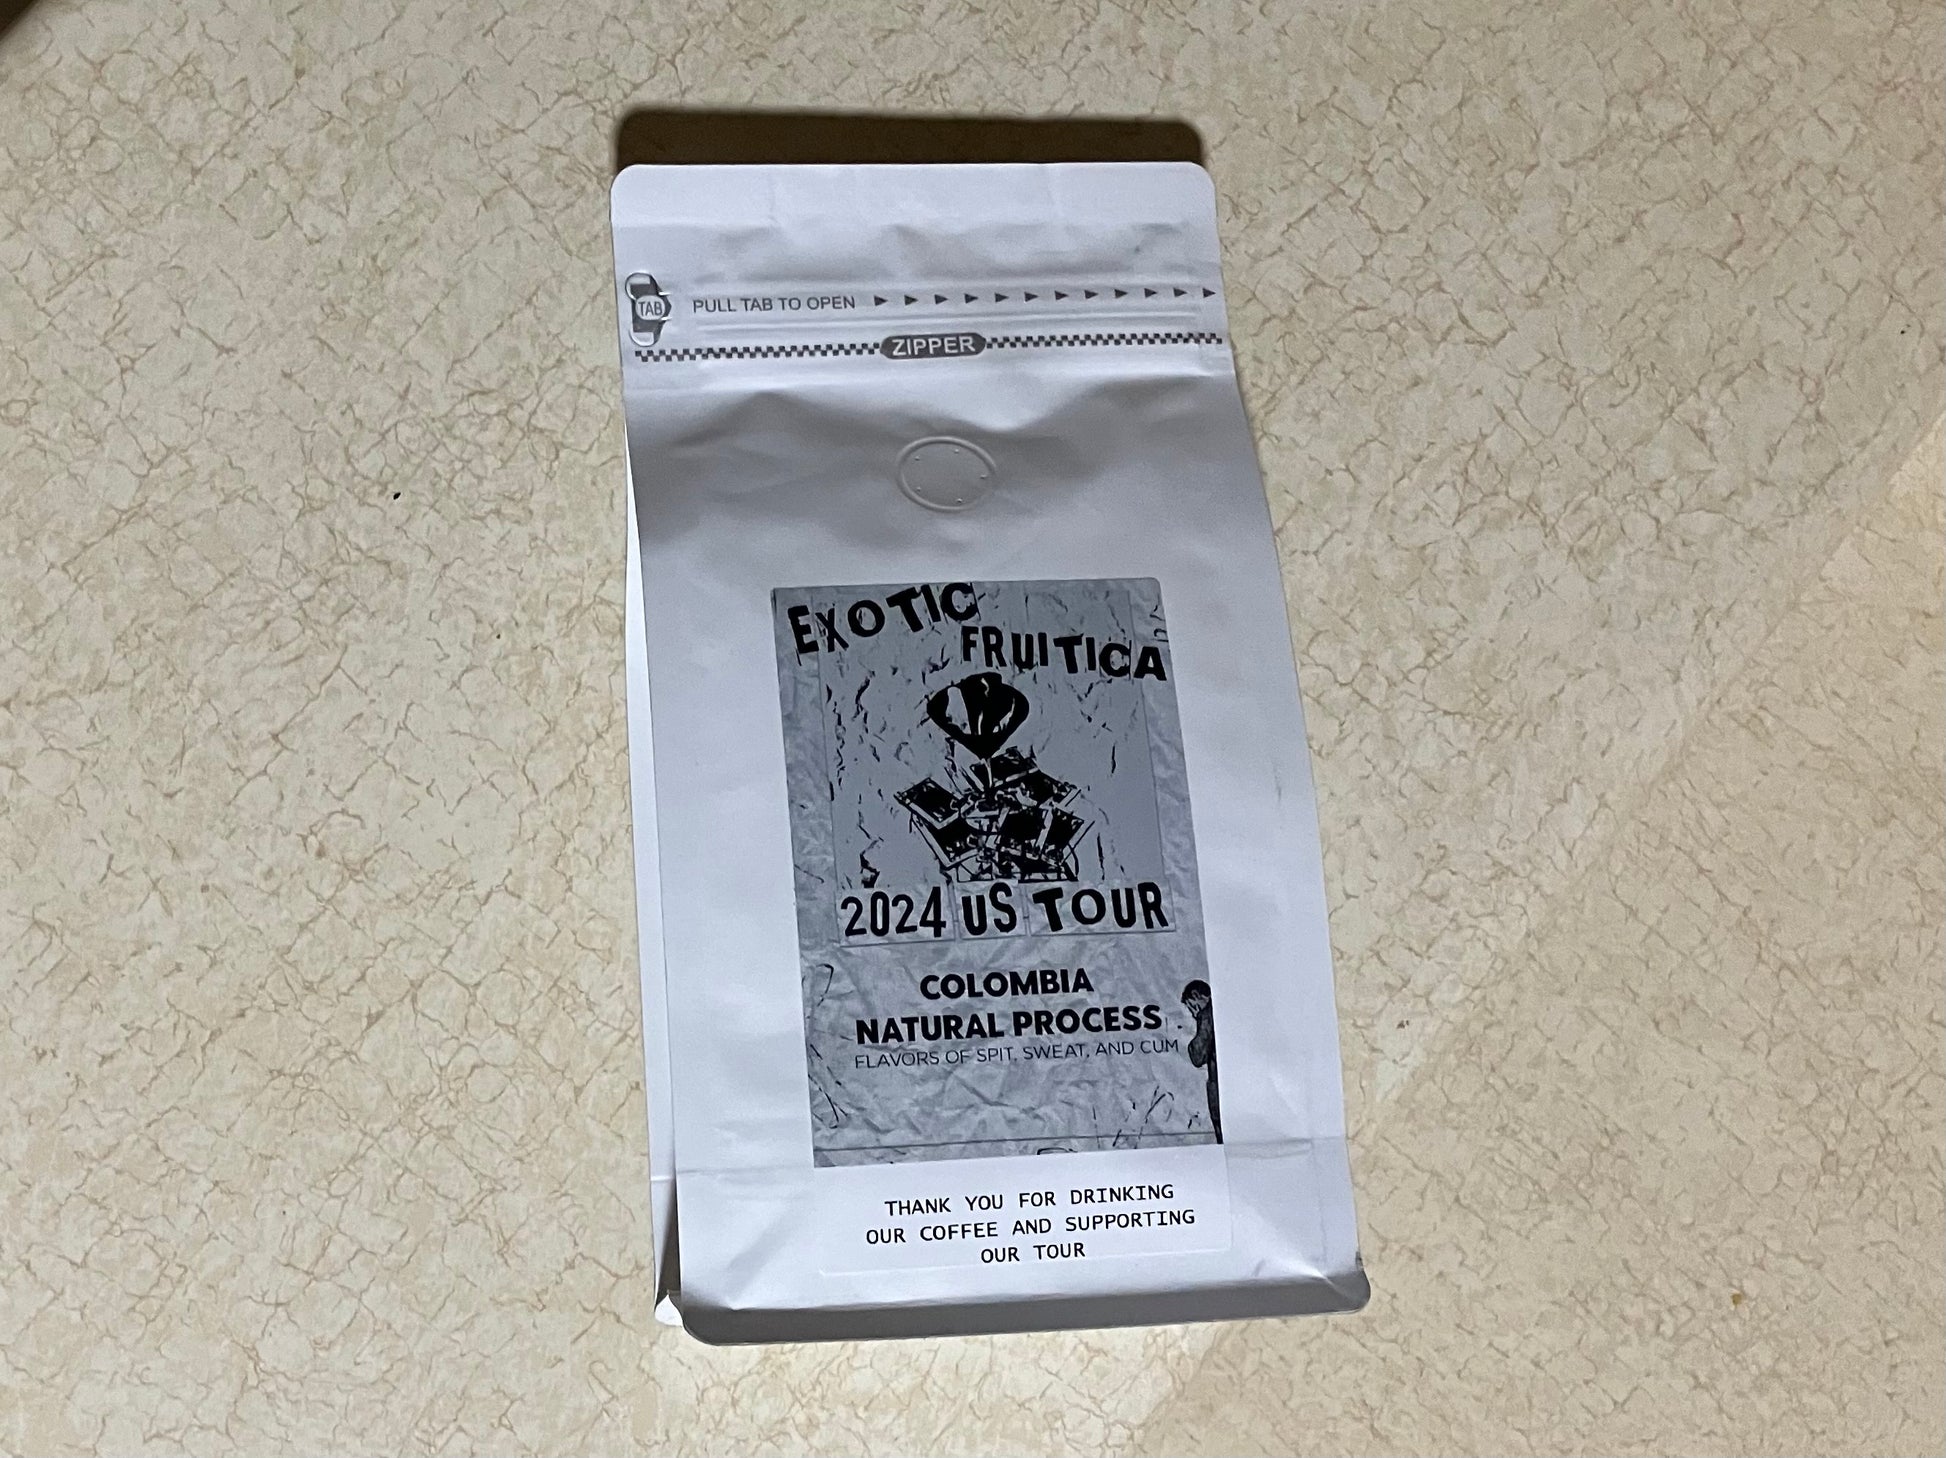 TAB PULL TAB TO OPEN
ZIPPER
EXOTIC
FRUITICA
2024 US TOUR
COLOMBIA
NATURAL PROCESS
FLAVORS OF SPIT, SWEAT, AND CUM
THANK YOU FOR DRINKING
OUR COFFEE AND SUPPORTING
OUR TOUR